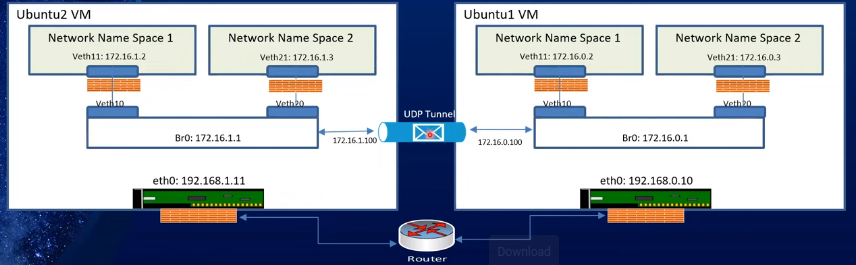 Ubuntu2 VM
Network Name Space 1
Veth11: 172.16.1.2
Network Name Space 2
Veth21: 172.16.1.3
Veth10
Veth20
Br0: 172.16.1.1
172.16.1.100
eth0: 192.168.1.11
UDP Tunnel
Ubuntu1 VM
Network Name Space 1
Veth11: 172.16.0.2
Network Name Space 2
Veth21: 172.16.0.3
Veth10
Veth20
Br0: 172.16.0.1
172.16.0.100
eth0: 192.168.0.10
Router
Download